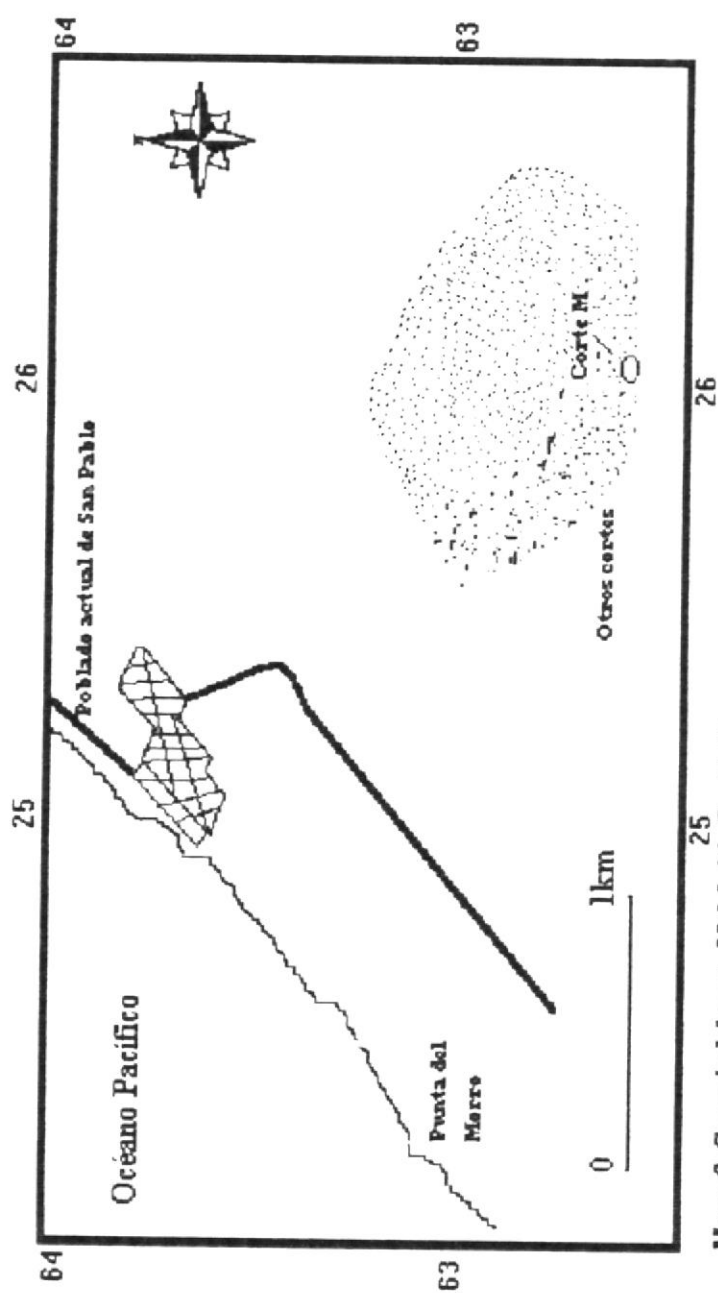 25
26
64
64
Poblado actual de San Pablo
Océano Pacífico
Punta del
Morro
63
63
Corte M
Otros cortes
0
1km
25
26